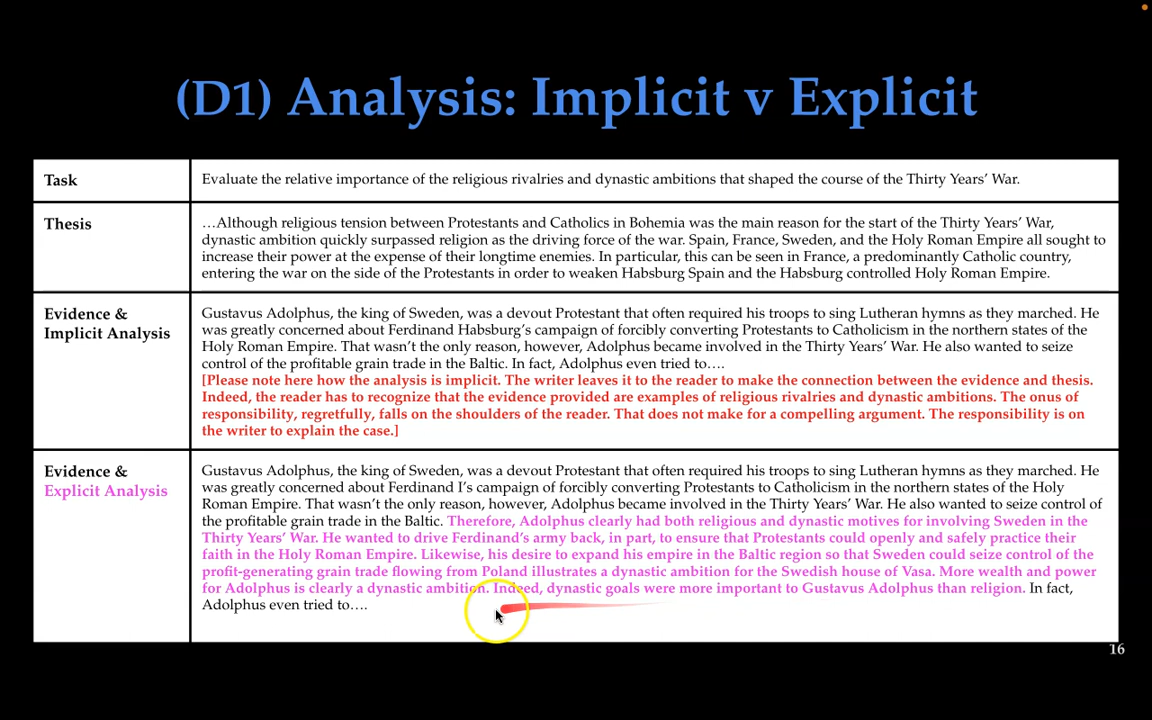 (D1) Analysis: Implicit v Explicit
Task
Evaluate the relative importance of the religious rivalries and dynastic ambitions that shaped the course of the Thirty Years' War.
Thesis
…Although religious tension between Protestants and Catholics in Bohemia was the main reason for the start of the Thirty Years' War,
dynastic ambition quickly surpassed religion as the driving force of the war. Spain, France, Sweden, and the Holy Roman Empire all sought to
increase their power at the expense of their longtime enemies. In particular, this can be seen in France, a predominantly Catholic country,
entering the war on the side of the Protestants in order to weaken Habsburg Spain and the Habsburg controlled Holy Roman Empire.
Evidence &
Implicit Analysis
Gustavus Adolphus, the king of Sweden, was a devout Protestant that often required his troops to sing Lutheran hymns as they marched. He
was greatly concerned about Ferdinand Habsburg's campaign of forcibly converting Protestants to Catholicism in the northern states of the
Holy Roman Empire. That wasn't the only reason, however, Adolphus became involved in the Thirty Years' War. He also wanted to seize
control of the profitable grain trade in the Baltic. In fact, Adolphus even tried to….
[Please note here how the analysis is implicit. The writer leaves it to the reader to make the connection between the evidence and thesis.
Indeed, the reader has to recognize that the evidence provided are examples of religious rivalries and dynastic ambitions. The onus of
responsibility, regretfully, falls on the shoulders of the reader. That does not make for a compelling argument. The responsibility is on
the writer to explain the case.]
Evidence &
Explicit Analysis
Gustavus Adolphus, the king of Sweden, was a devout Protestant that often required his troops to sing Lutheran hymns as they marched. He
was greatly concerned about Ferdinand I's campaign of forcibly converting Protestants to Catholicism in the northern states of the Holy
Roman Empire. That wasn't the only reason, however, Adolphus became involved in the Thirty Years' War. He also wanted to seize control of
the profitable grain trade in the Baltic. Therefore, Adolphus clearly had both religious and dynastic motives for involving Sweden in the
Thirty Years' War. He wanted to drive Ferdinand's army back, in part, to ensure that Protestants could openly and safely practice their
faith in the Holy Roman Empire. Likewise, his desire to expand his empire in the Baltic region so that Sweden could seize control of the
profit-generating grain trade flowing from Poland illustrates a dynastic ambition for the Swedish house of Vasa. More wealth and power
for Adolphus is clearly a dynastic ambition. Indeed, dynastic goals were more important to Gustavus Adolphus than religion. In fact,
Adolphus even tried to….
16